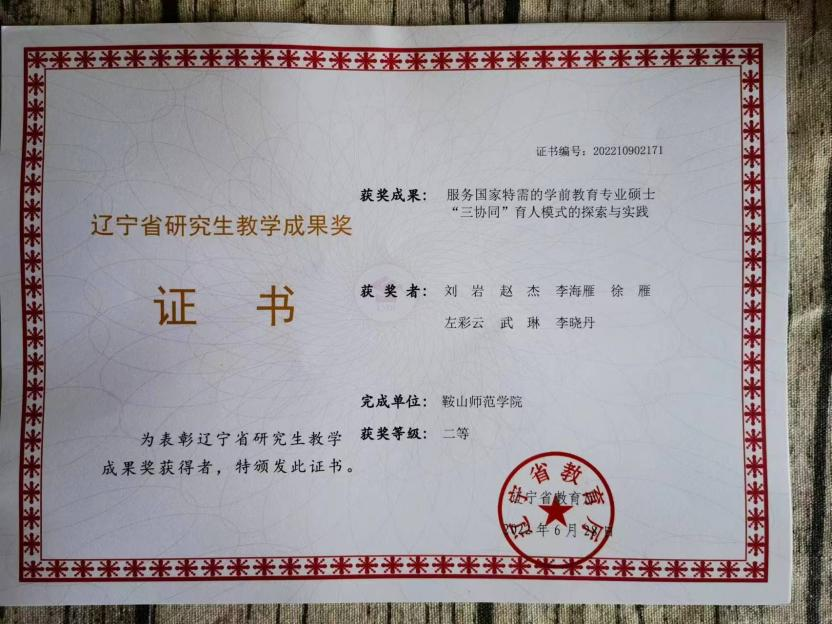 证书编号：202210902171
辽宁省研究生教学成果奖
证 书
为表彰辽宁省研究生教学
成果奖获得者，特颁发此证书。
获奖成果： 服务国家特需的学前教育专业硕士
“三协同”育人模式的探索与实践
获 奖 者： 刘 岩 赵 杰 李海雁 徐 雁
左彩云 武 琳 李晓丹
完成单位： 鞍山师范学院
获奖等级： 二等
辽宁省教育厅
2022年6月